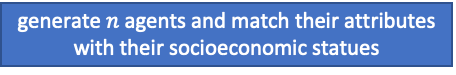 generate n agents and match their attributes
with their socioeconomic statues